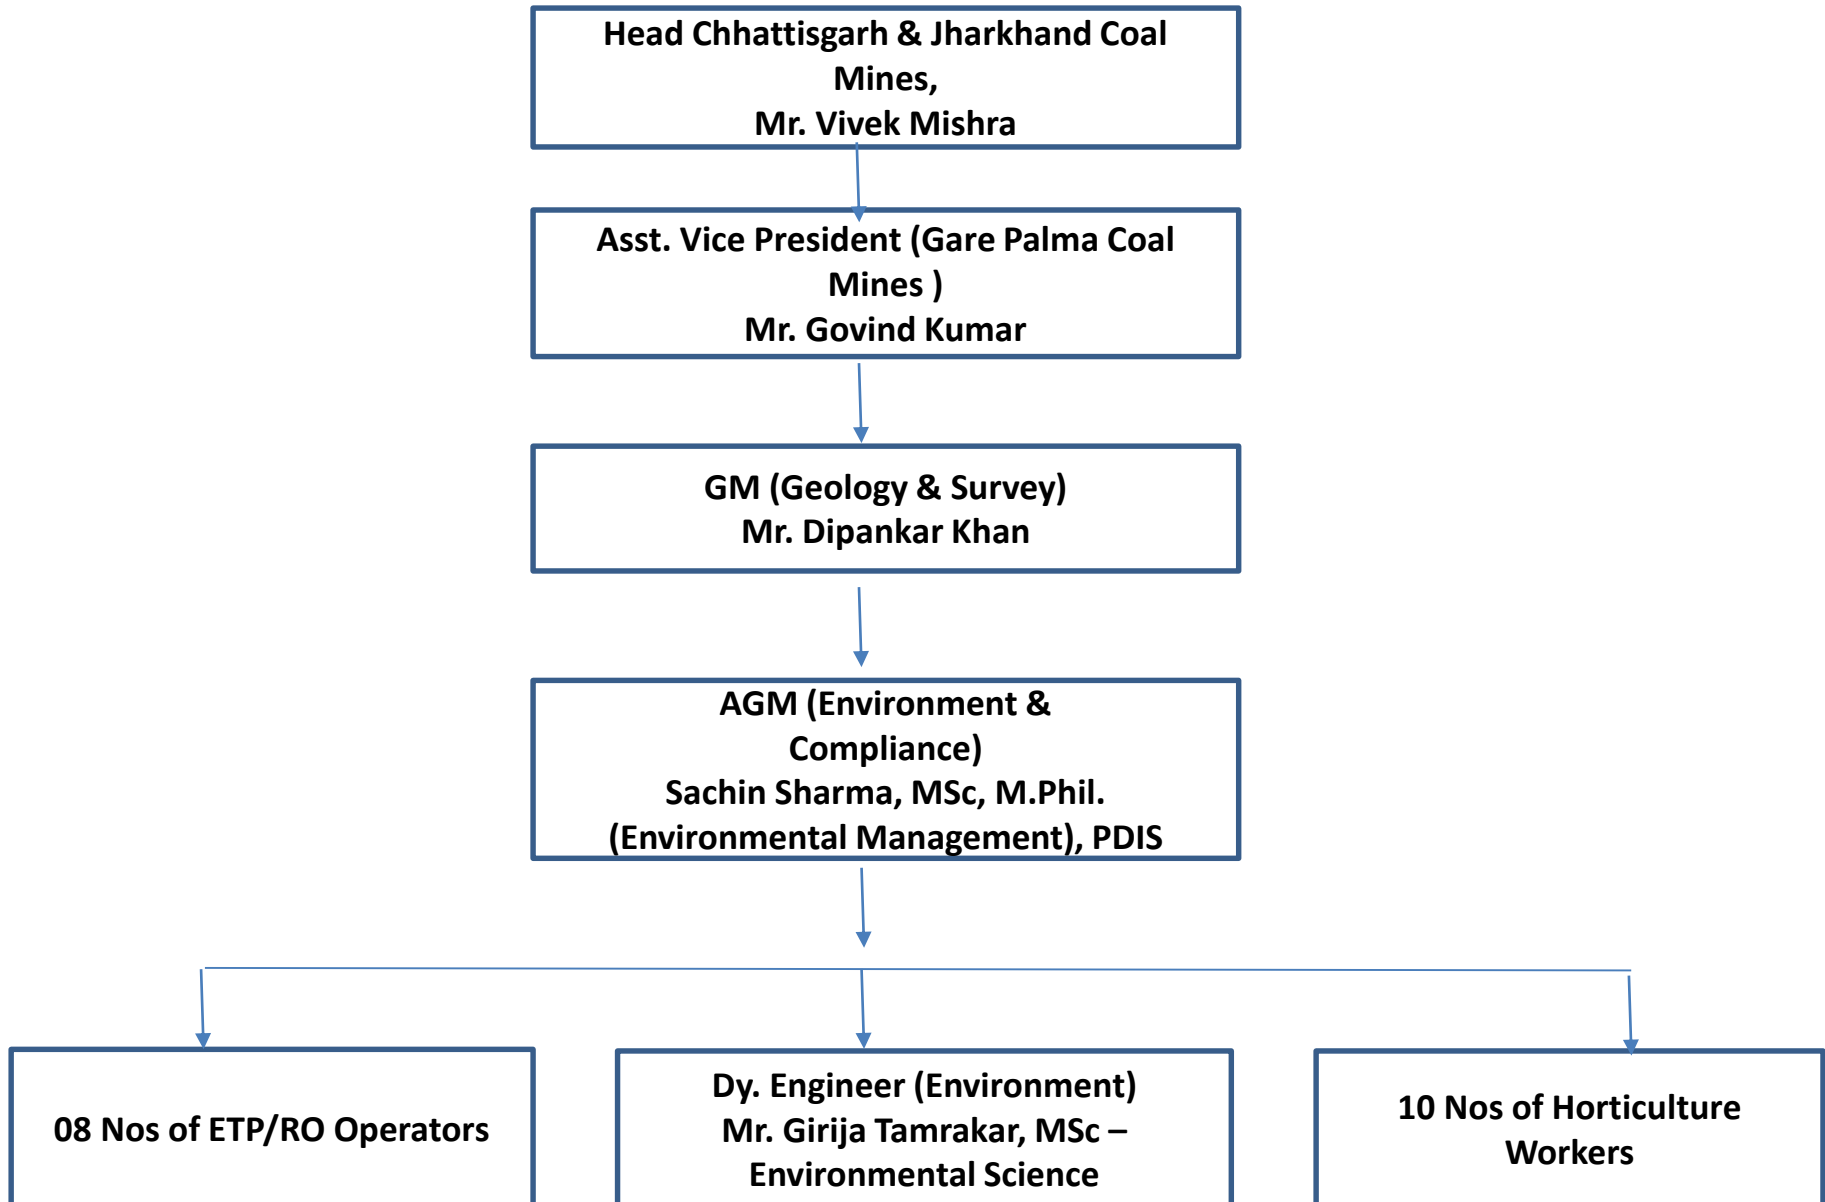 Head Chhattisgarh & Jharkhand Coal
Mines,
Mr. Vivek Mishra
Asst. Vice President (Gare Palma Coal
Mines )
Mr. Govind Kumar
GM (Geology & Survey)
Mr. Dipankar Khan
AGM (Environment &
Compliance)
Sachin Sharma, MSc, M.Phil.
(Environmental Management), PDIS
08 Nos of ETP/RO Operators
Dy. Engineer (Environment)
Mr. Girija Tamrakar, MSc –
Environmental Science
10 Nos of Horticulture
Workers